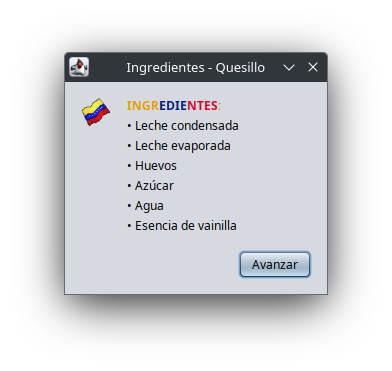 Ingredientes - Quesillo
INGREDIENTES:
• Leche condensada
• Leche evaporada
• Huevos
• Azúcar
• Agua
• Esencia de vainilla
Avanzar